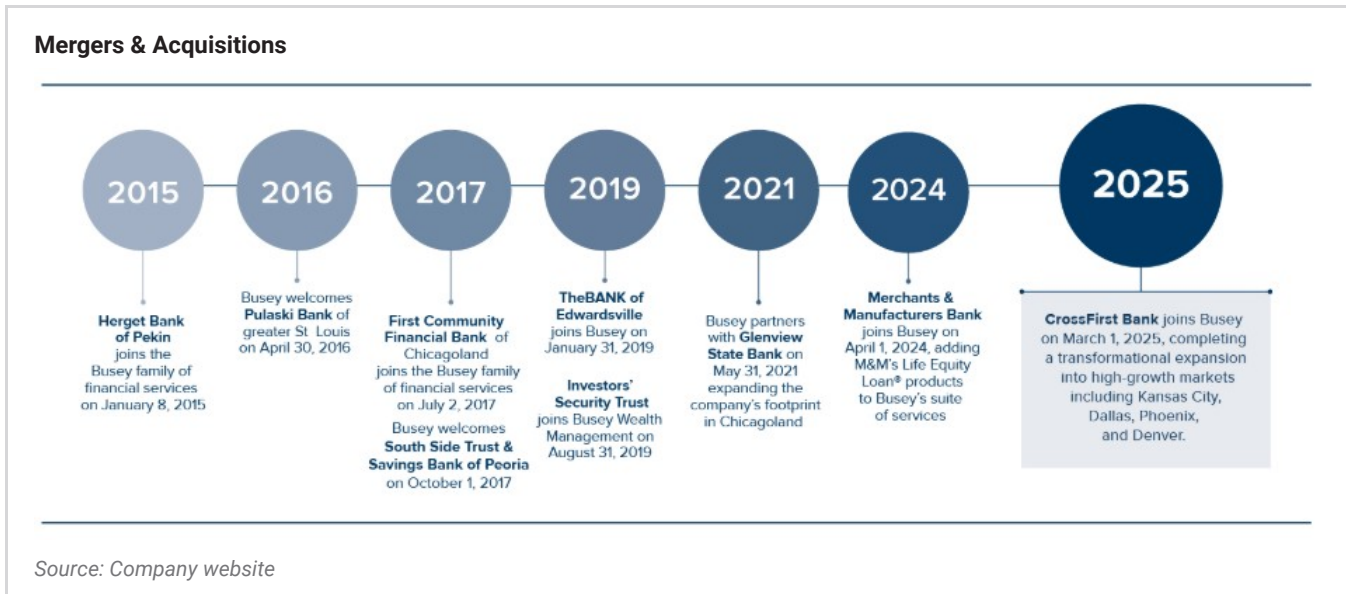 Mergers & Acquisitions
2015
Herget Bank
of Pekin
joins the
Busey family of
financial services
on January 8, 2015
2016
Busey welcomes
Pulaski Bank of
greater St Louis
on April 30, 2016
2017
First Community
Financial Bank of
Chicagoland
joins the Busey family
of financial services
on July 2, 2017
Busey welcomes
South Side Trust &
Savings Bank of Peoria
on October 1, 2017
2019
TheBANK of
Edwardsville
joins Busey on
January 31, 2019
Investors'
Security Trust
joins Busey Wealth
Management on
August 31, 2019
2021
Busey partners
with Glenview
State Bank on
May 31, 2021
expanding the
company's footprint
in Chicagoland
2024
Merchants &
Manufacturers Bank
joins Busey on
April 1, 2024, adding
M&M's Life Equity
Loan® products
to Busey's suite
of services
2025
CrossFirst Bank joins Busey
on March 1, 2025, completing
a transformational expansion
into high-growth markets
including Kansas City,
Dallas, Phoenix,
and Denver.
Source: Company website